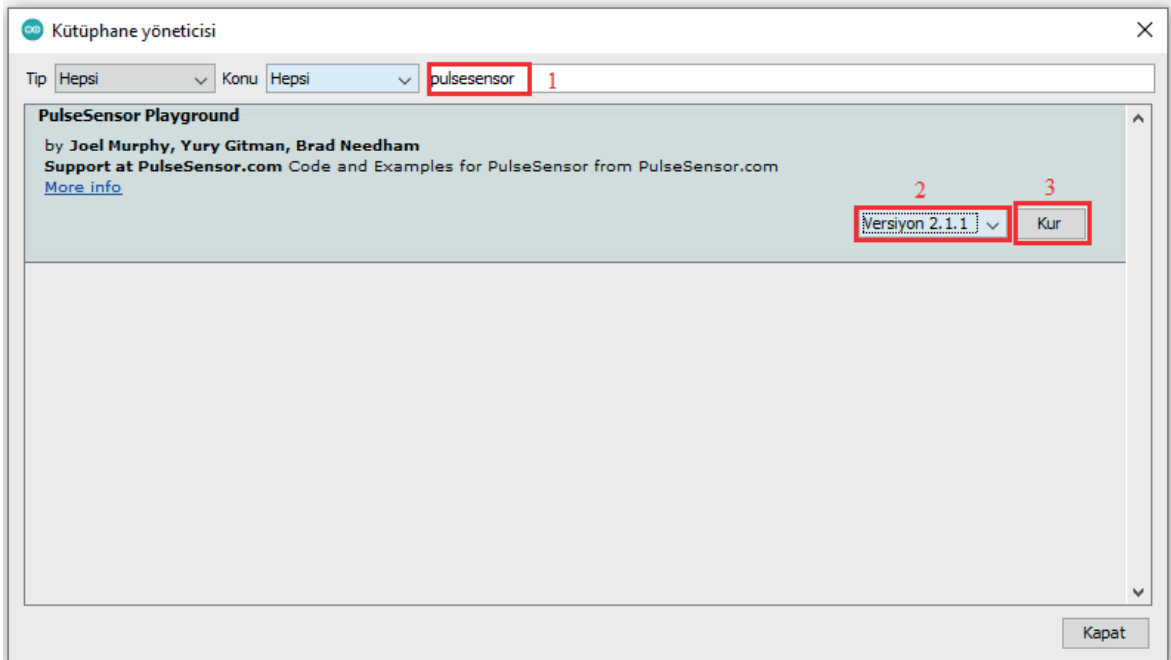 Kütüphane yöneticisi
Tip Hepsi Konu Hepsi pulsesensor 1
PulseSensor Playground
by Joel Murphy, Yury Gitman, Brad Needham
Support at PulseSensor.com Code and Examples for PulseSensor from PulseSensor.com
More info
2 3
Versiyon 2.1.1 Kur
Kapat